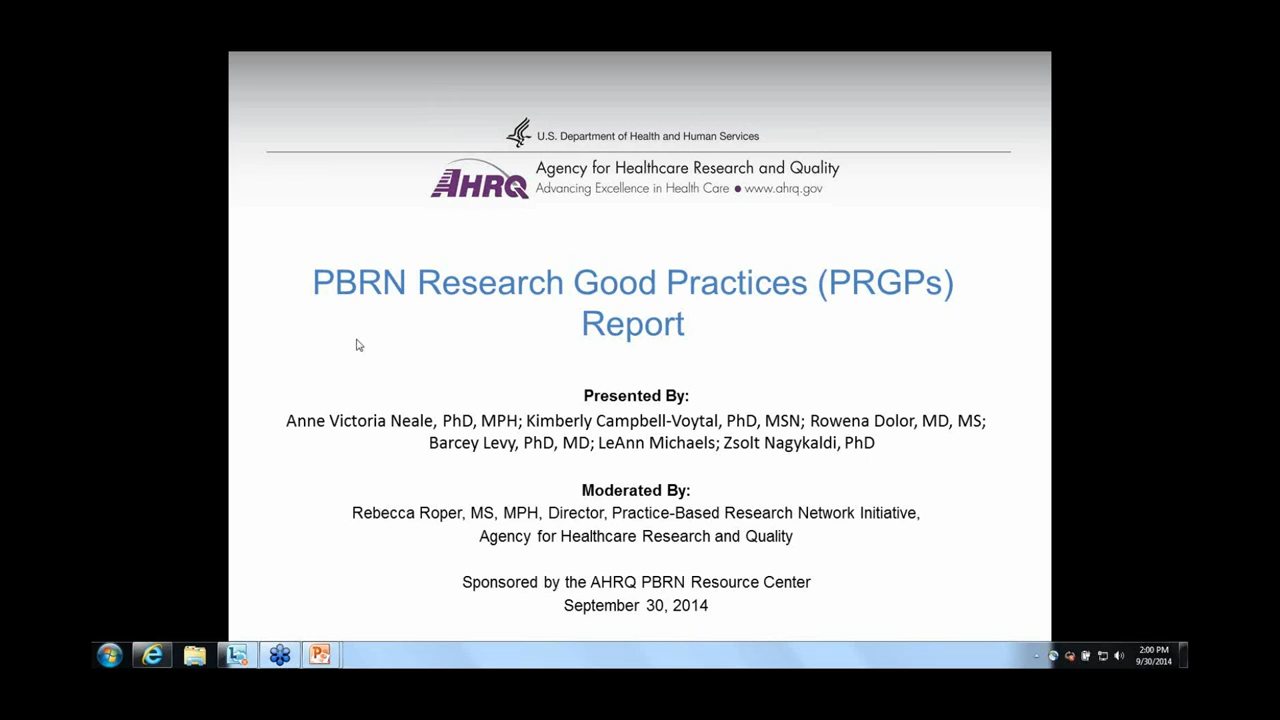 U.S. Department of Health and Human Services
AHRQ
Agency for Healthcare Research and Quality
Advancing Excellence in Health Care ● www.ahrq.gov
PBRN Research Good Practices (PRGPs)
Report
Presented By:
Anne Victoria Neale, PhD, MPH; Kimberly Campbell-Voytal, PhD, MSN; Rowena Dolor, MD, MS;
Barcey Levy, PhD, MD; LeAnn Michaels; Zsolt Nagykaldi, PhD
Moderated By:
Rebecca Roper, MS, MPH, Director, Practice-Based Research Network Initiative,
Agency for Healthcare Research and Quality
Sponsored by the AHRQ PBRN Resource Center
September 30, 2014
2:00 PM
9/30/2014